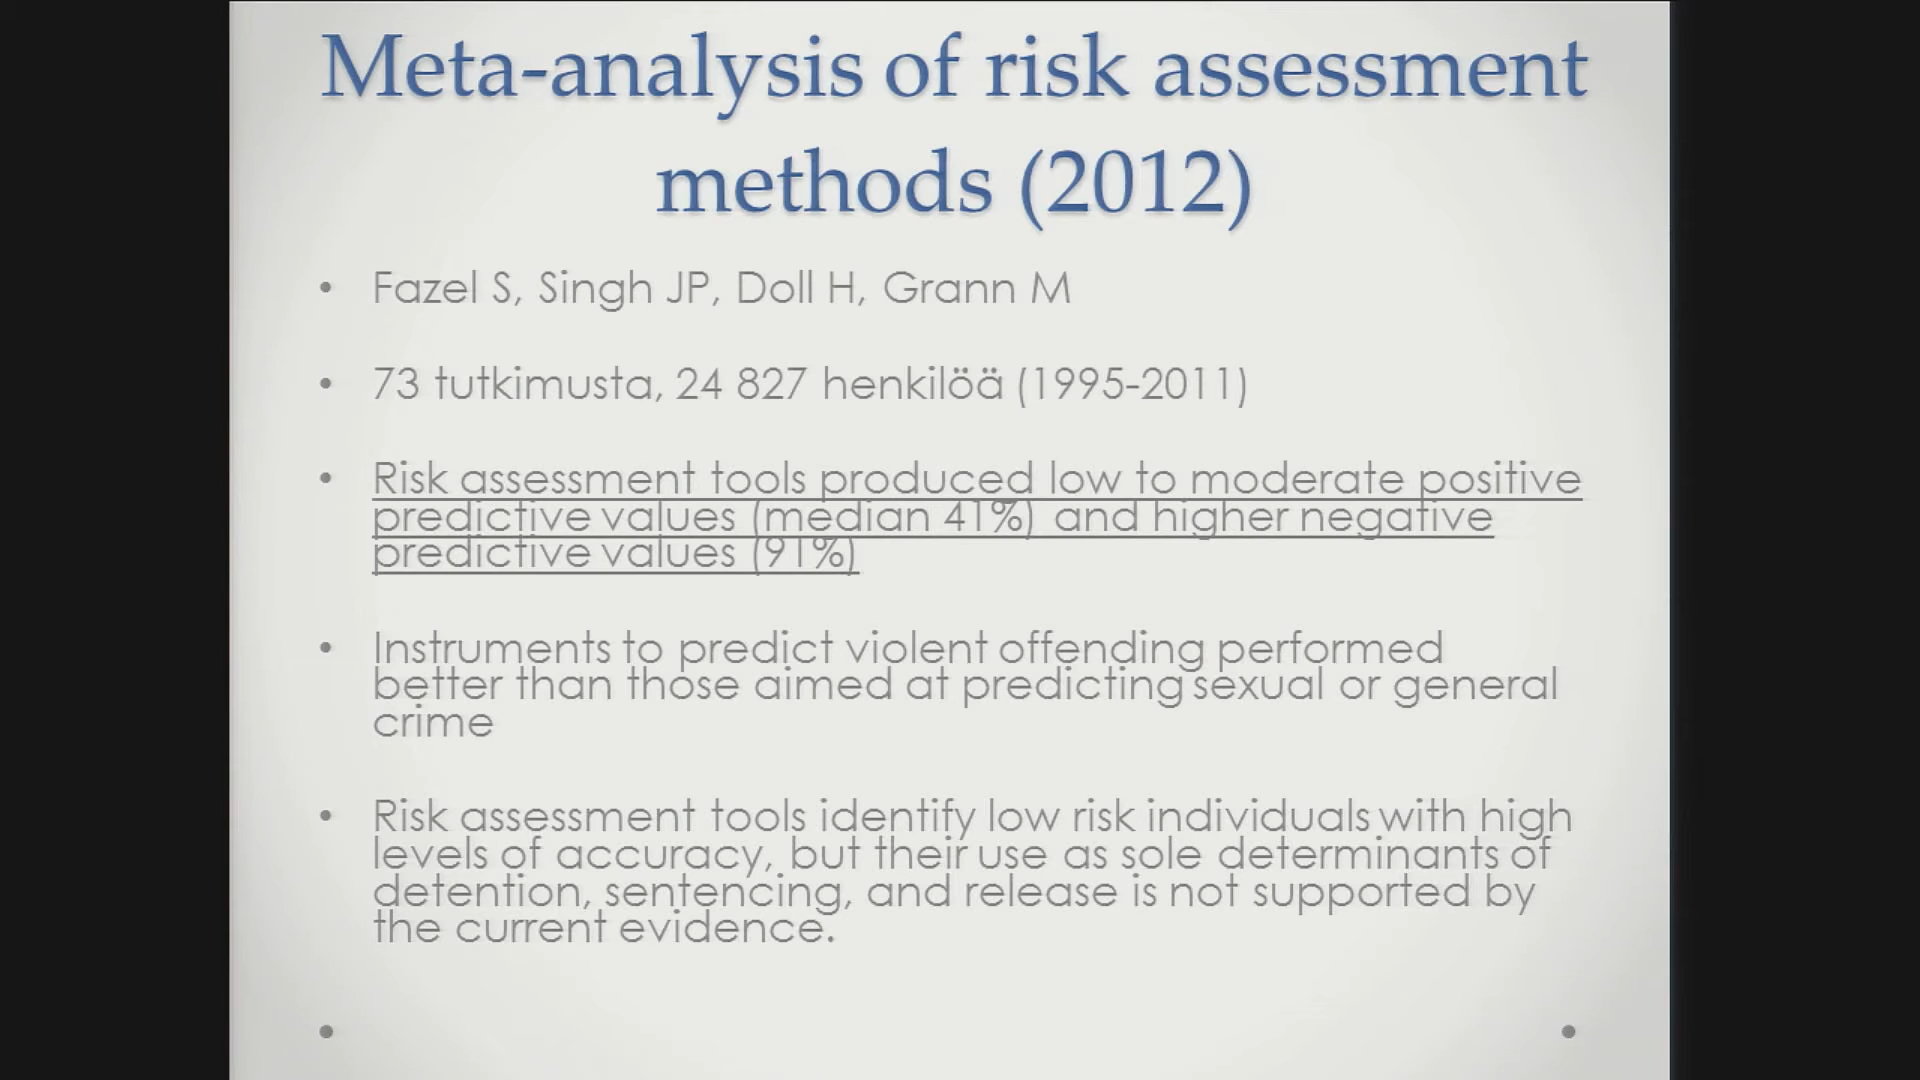 Meta-analysis of risk assessment
methods (2012)
• Fazel S, Singh JP, Doll H, Grann M
• 73 tutkimusta, 24 827 henkilöä (1995-2011)
• Risk assessment tools produced low to moderate positive
predictive values (median 41%) and higher negative
predictive values (91%)
• Instruments to predict violent offending performed
better than those aimed at predicting sexual or general
crime
• Risk assessment tools identify low risk individuals with high
levels of accuracy, but their use as sole determinants of
detention, sentencing, and release is not supported by
the current evidence.